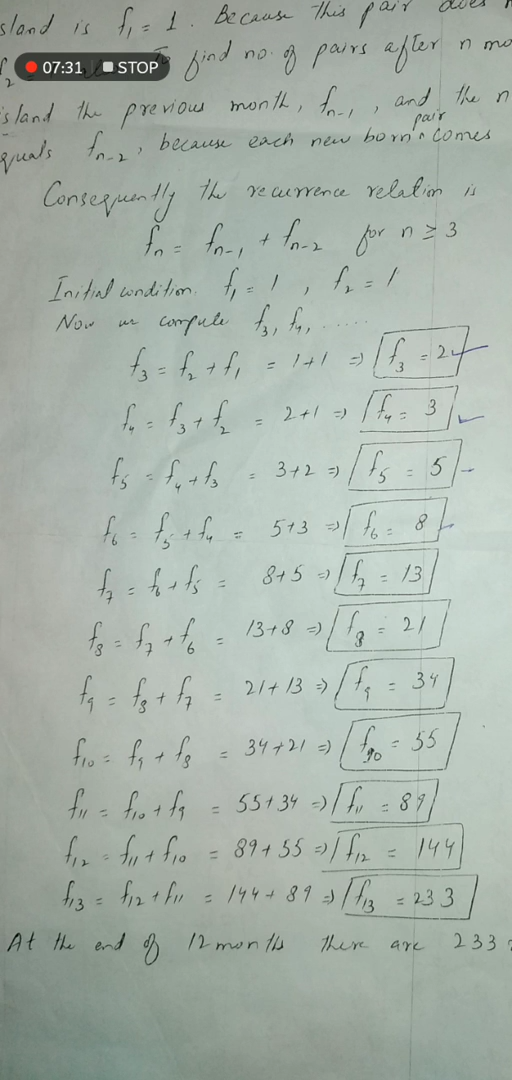 sland is f₁ = 1. Because this pair does
07:31 STOP
find no. of pairs after n mo
island the previous month, fₙ₋₁, and the n
equals fₙ₋₂, because each new born pair comes
Consequently the recurrence relation is
fₙ = fₙ₋₁ + fₙ₋₂ for n ≥ 3
Initial condition. f₁ = 1, f₂ = 1
Now we compute f₃, f₄, .....
f₃ = f₂ + f₁ = 1+1 => f₃ = 2
f₄ = f₃ + f₂ = 2+1 => f₄ = 3
f₅ = f₄ + f₃ = 3+2 => f₅ = 5
f₆ = f₅ + f₄ = 5+3 => f₆ = 8
f₇ = f₆ + f₅ = 8+5 => f₇ = 13
f₈ = f₇ + f₆ = 13+8 => f₈ = 21
f₉ = f₈ + f₇ = 21+13 => f₉ = 34
f₁₀ = f₉ + f₈ = 34+21 => f₁₀ = 55
f₁₁ = f₁₀ + f₉ = 55+34 => f₁₁ = 89
f₁₂ = f₁₁ + f₁₀ = 89+55 => f₁₂ = 144
f₁₃ = f₁₂ + f₁₁ = 144+89 => f₁₃ = 233
At the end of 12 months there are 233